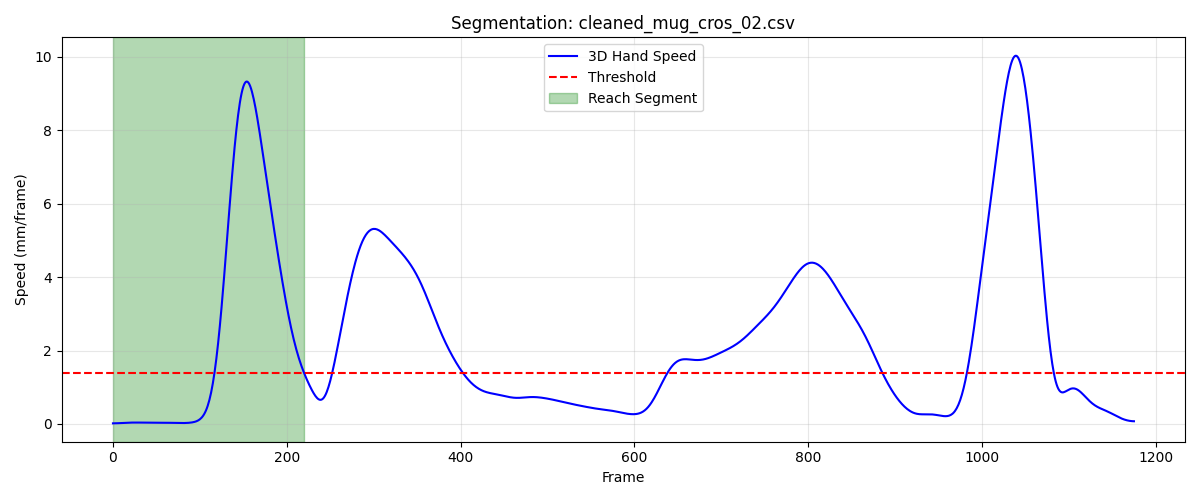 Segmentation: cleaned_mug_cros_02.csv
3D Hand Speed
Threshold
Reach Segment
Speed (mm/frame)
10
8
6
4
2
0
0 200 400 600 800 1000 1200
Frame